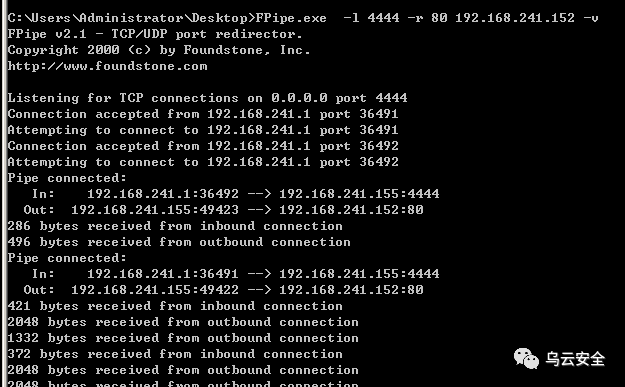 C:\Users\Administrator\Desktop>FPipe.exe  -l 4444 -r 80 192.168.241.152 -v
FPipe v2.1 - TCP/UDP port redirector.
Copyright 2000 (c) by Foundstone, Inc.
http://www.foundstone.com

Listening for TCP connections on 0.0.0.0 port 4444
Connection accepted from 192.168.241.1 port 36491
Attempting to connect to 192.168.241.1 port 36491
Connection accepted from 192.168.241.1 port 36492
Attempting to connect to 192.168.241.1 port 36492
Pipe connected:
   In:    192.168.241.1:36492 --> 192.168.241.155:4444
  Out:  192.168.241.155:49423 --> 192.168.241.152:80
286 bytes received from inbound connection
496 bytes received from outbound connection
Pipe connected:
   In:    192.168.241.1:36491 --> 192.168.241.155:4444
  Out:  192.168.241.155:49422 --> 192.168.241.152:80
421 bytes received from inbound connection
2048 bytes received from outbound connection
1332 bytes received from outbound connection
372 bytes received from inbound connection
2048 bytes received from outbound connection
2048 bytes received from outbound connection
乌云安全